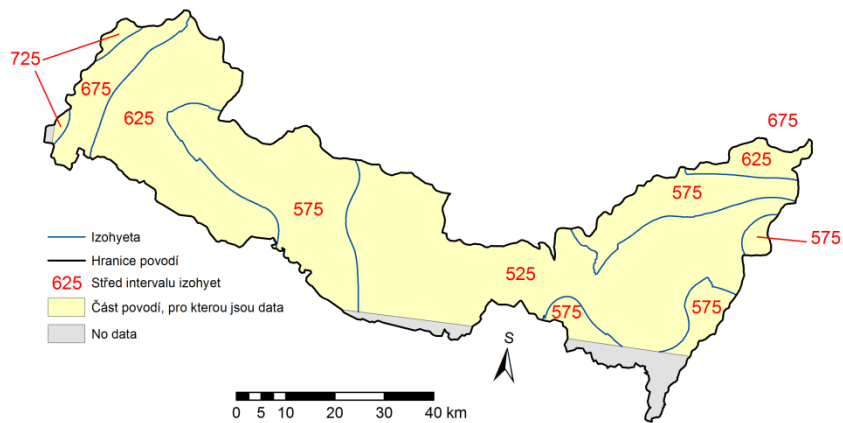 725
675
625
675
625
575
575
575
525
575
575
Izohyeta
Hranice povodí
625 Střed intervalu izohyet
Část povodí, pro kterou jsou data
No data
S
0 5 10 20 30 40 km